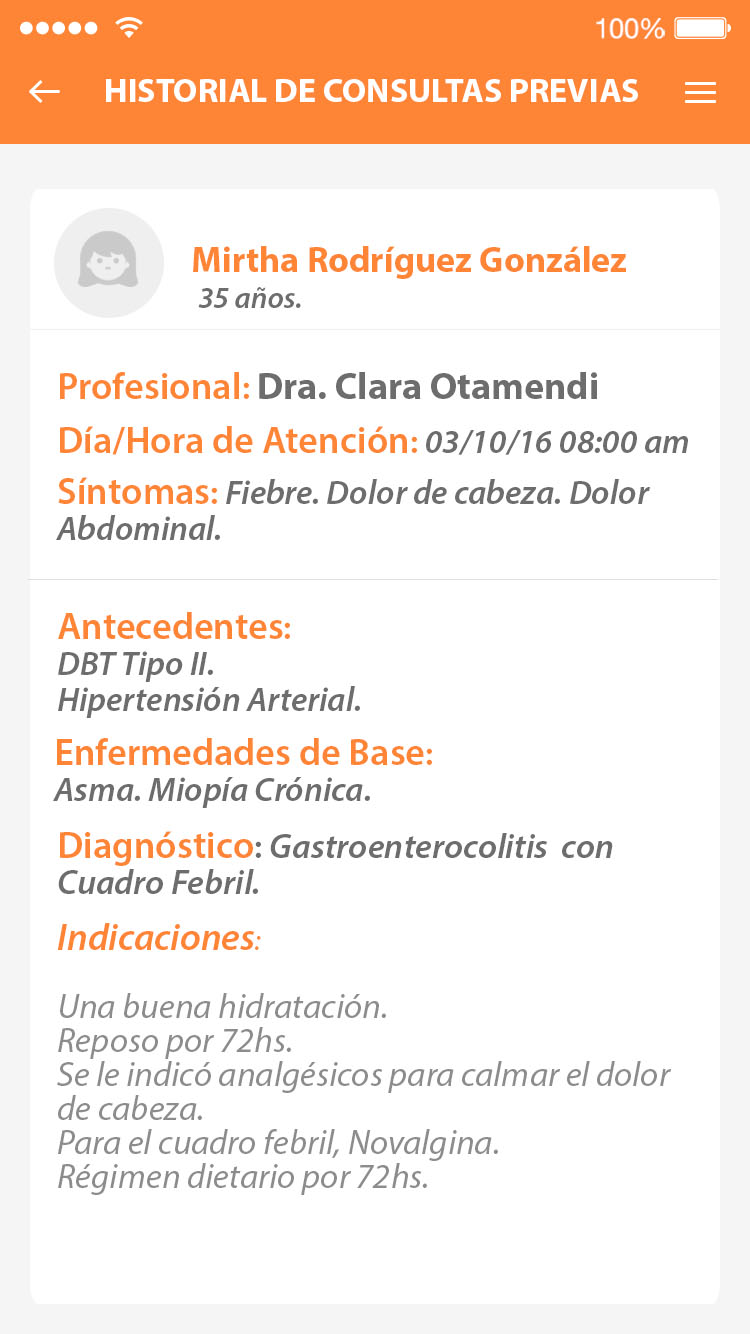 100%
HISTORIAL DE CONSULTAS PREVIAS
Mirtha Rodríguez González
35 años.
Profesional: Dra. Clara Otamendi
Día/Hora de Atención: 03/10/16 08:00 am
Síntomas: Fiebre. Dolor de cabeza. Dolor
Abdominal.
Antecedentes:
DBT Tipo II.
Hipertensión Arterial.
Enfermedades de Base:
Asma. Miopía Crónica.
Diagnóstico: Gastroenterocolitis con
Cuadro Febril.
Indicaciones:
Una buena hidratación.
Reposo por 72hs.
Se le indicó analgésicos para calmar el dolor
de cabeza.
Para el cuadro febril, Novalgina.
Régimen dietario por 72hs.